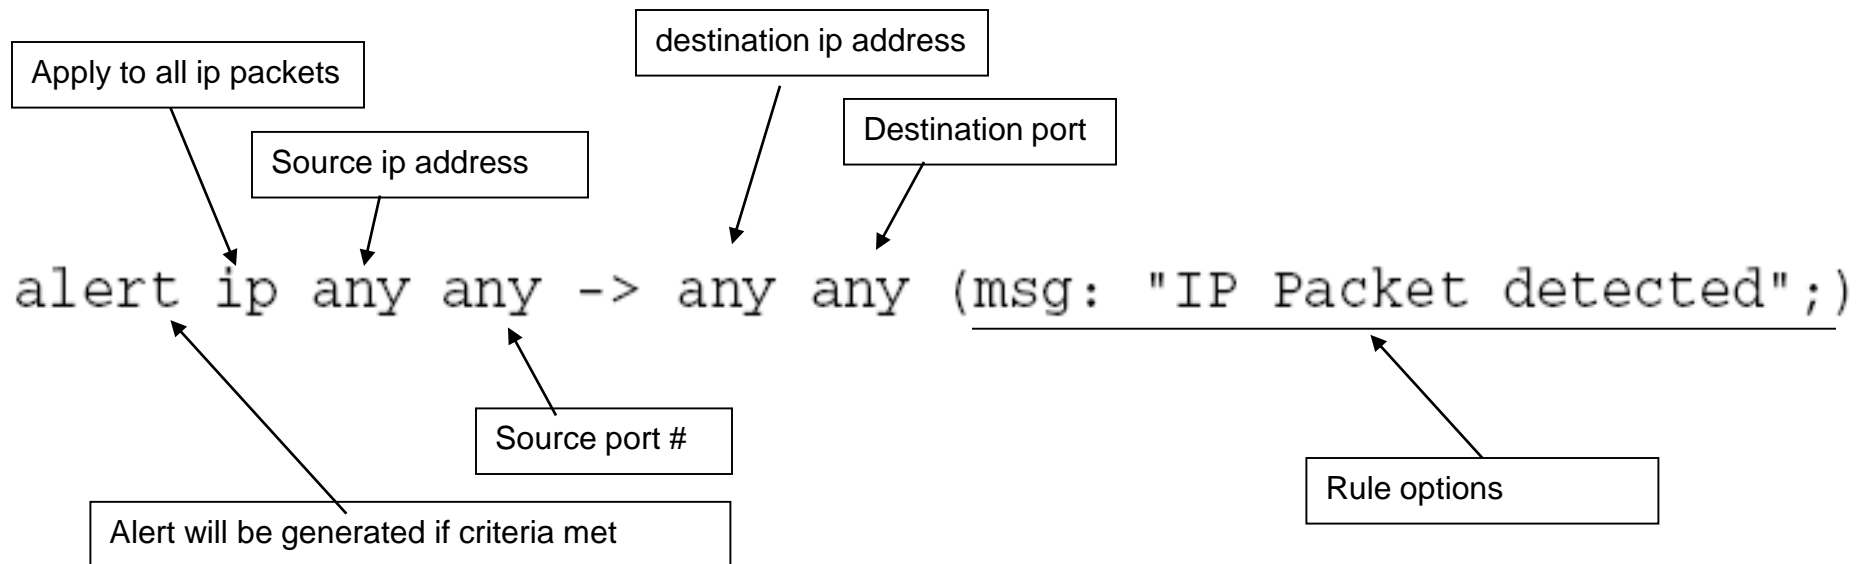 destination ip address
Apply to all ip packets
Destination port
Source ip address
alert ip any any -> any any (msg: "IP Packet detected";)
Source port #
Rule options
Alert will be generated if criteria met